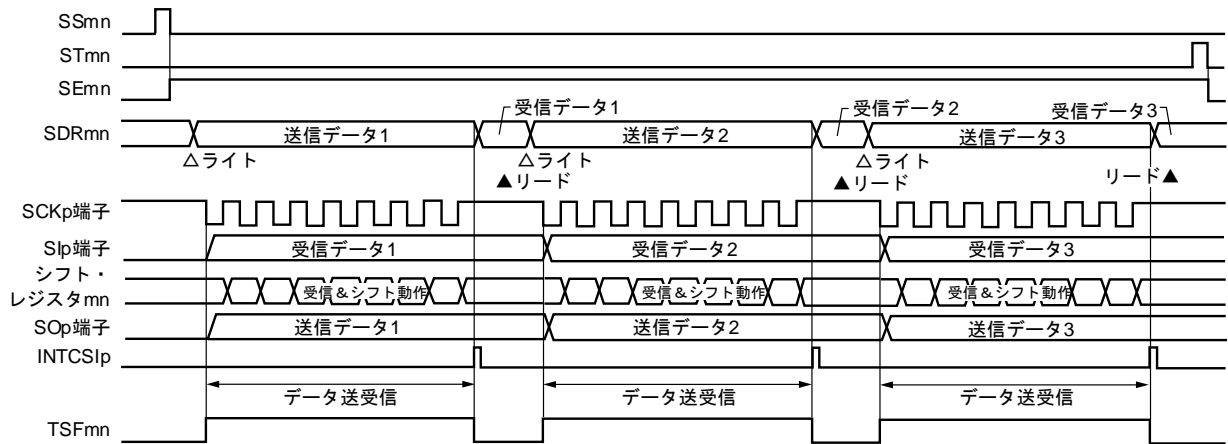 SSmn
STmn
SEmn
受信データ1
受信データ2
受信データ3
SDRmn
送信データ1
送信データ2
送信データ3
△ライト
△ライト
△ライト
▲リード
▲リード
リード▲
SCKp端子
SIp端子
受信データ1
受信データ2
受信データ3
シフト・
レジスタmn
受信&シフト動作
受信&シフト動作
受信&シフト動作
SOp端子
送信データ1
送信データ2
送信データ3
INTCSIp
データ送受信
データ送受信
データ送受信
TSFmn